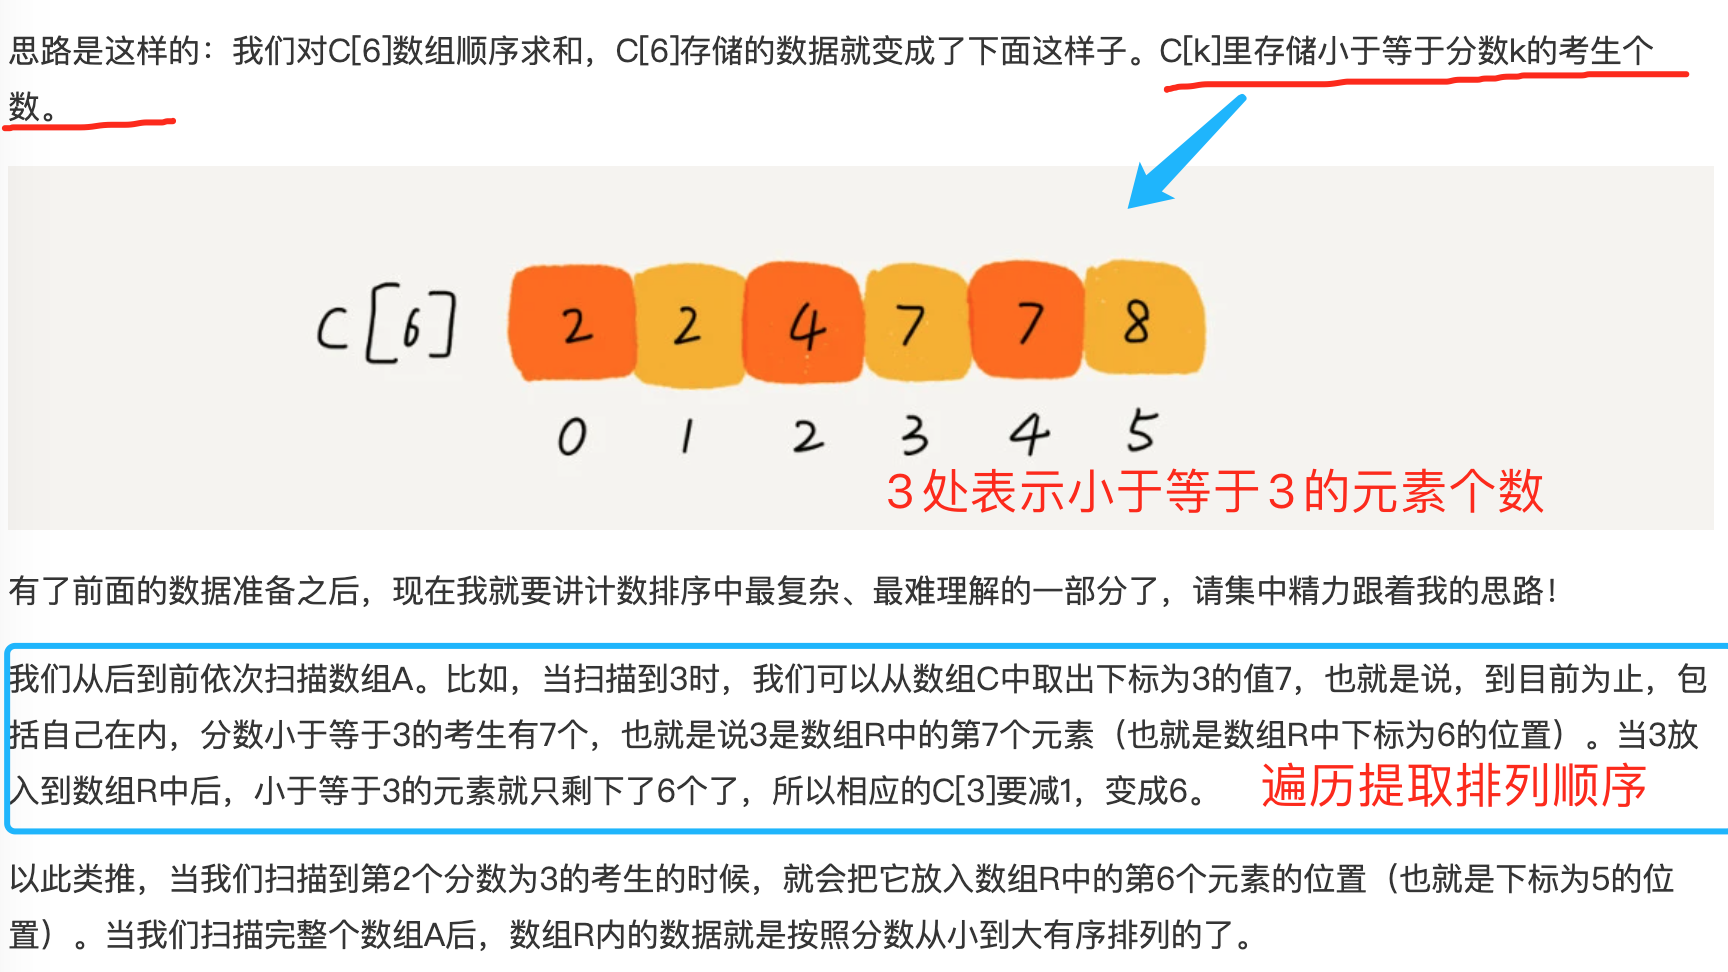 思路是这样的：我们对C[6]数组顺序求和，C[6]存储的数据就变成了下面这样子。C[k]里存储小于等于分数k的考生个
数。
C[6] 2 2 4 7 7 8
0 1 2 3 4 5
3处表示小于等于3的元素个数
有了前面的数据准备之后，现在我就要讲计数排序中最复杂、最难理解的一部分了，请集中精力跟着我的思路！
我们从后到前依次扫描数组A。比如，当扫描到3时，我们可以从数组C中取出下标为3的值7，也就是说，到目前为止，包
括自己在内，分数小于等于3的考生有7个，也就是说3是数组R中的第7个元素（也就是数组R中下标为6的位置）。当3放
入到数组R中后，小于等于3的元素就只剩下了6个了，所以相应的C[3]要减1，变成6。
遍历提取排列顺序
以此类推，当我们扫描到第2个分数为3的考生的时候，就会把它放入数组R中的第6个元素的位置（也就是下标为5的位
置）。当我们扫描完整个数组A后，数组R内的数据就是按照分数从小到大有序排列的了。